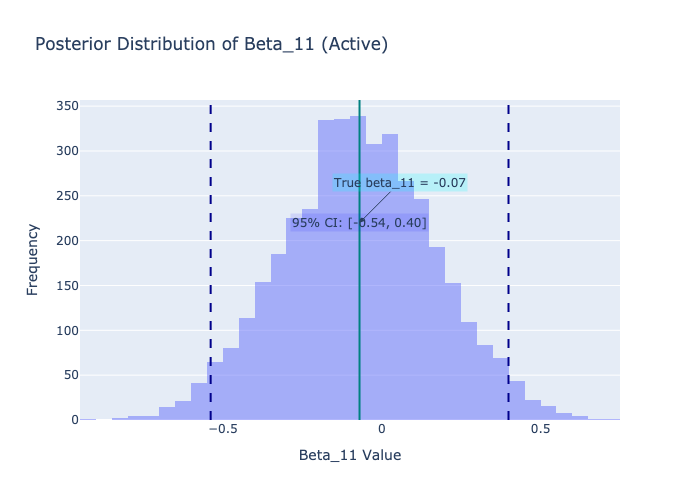 Posterior Distribution of Beta_11 (Active)
350
300
250
200
150
100
50
0
Frequency
True beta_11 = -0.07
95% CI: [-0.54, 0.40]
−0.5
0
0.5
Beta_11 Value